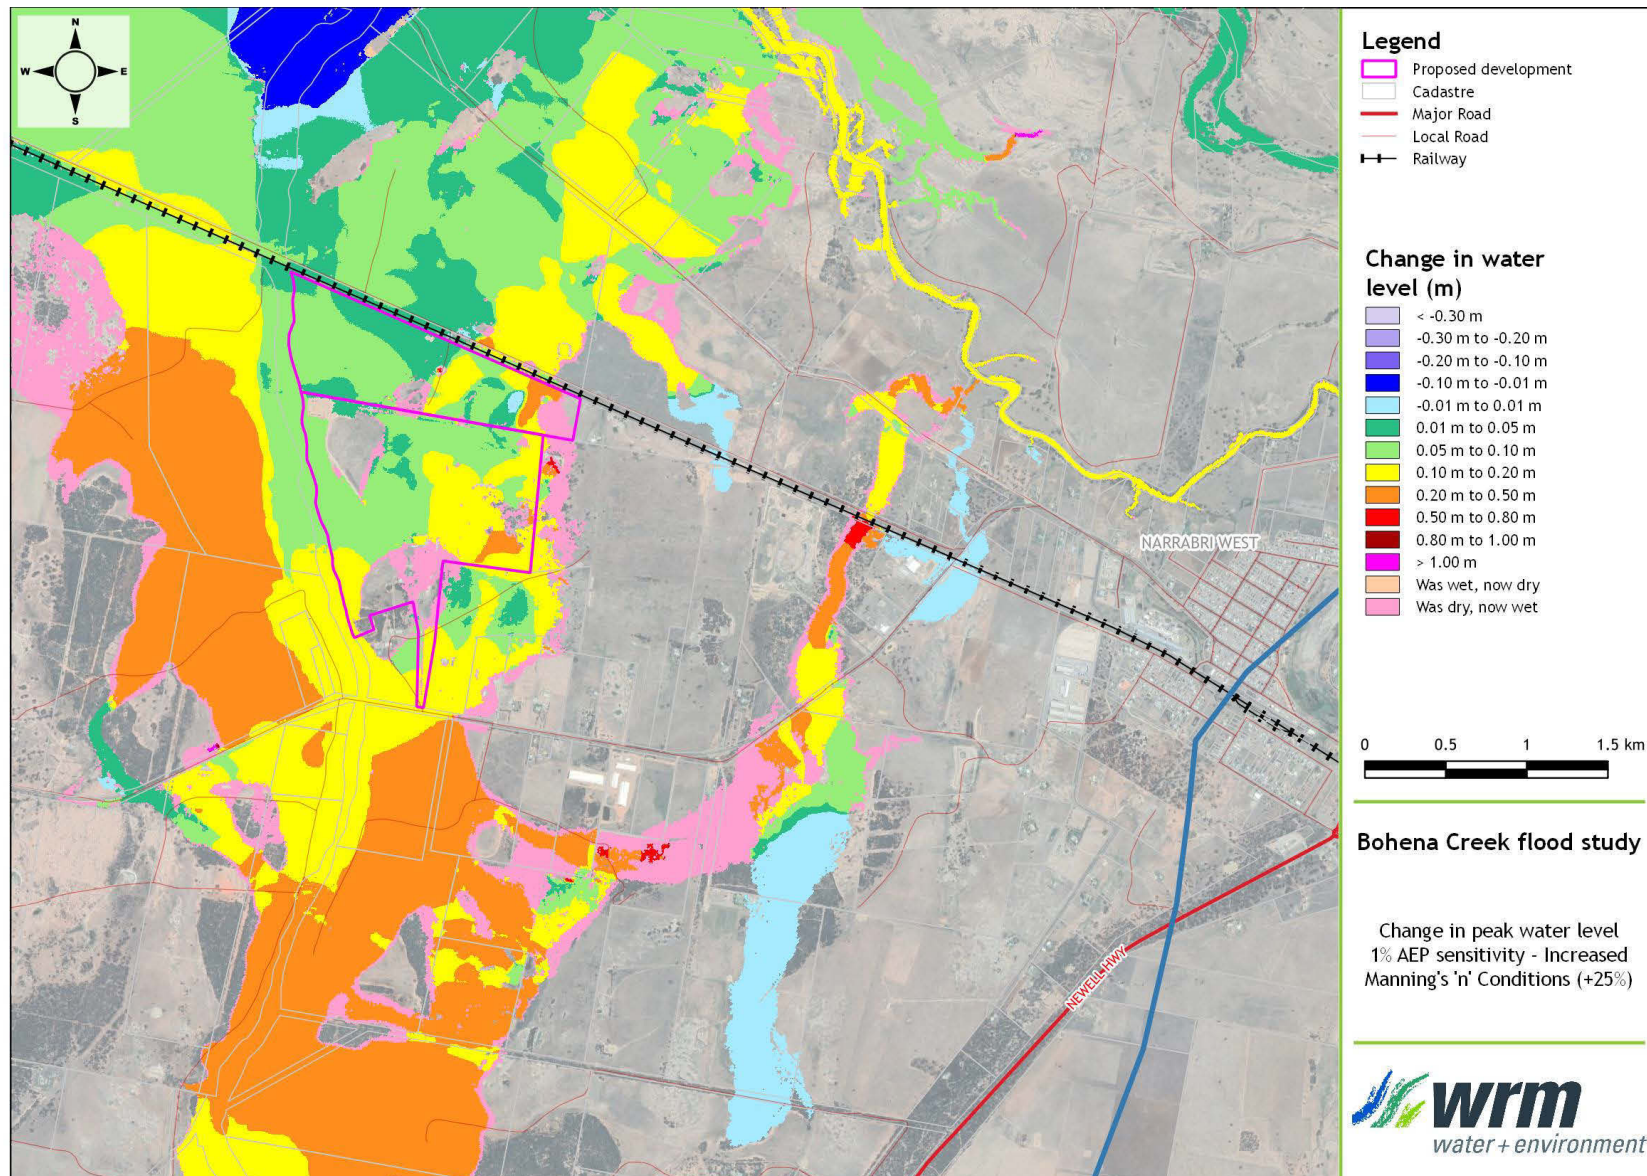 N
W
E
S
NARRABRI WEST
NEWELL HWY
Legend
Proposed development
Cadastre
Major Road
Local Road
Railway
Change in water
level (m)
< -0.30 m
-0.30 m to -0.20 m
-0.20 m to -0.10 m
-0.10 m to -0.01 m
-0.01 m to 0.01 m
0.01 m to 0.05 m
0.05 m to 0.10 m
0.10 m to 0.20 m
0.20 m to 0.50 m
0.50 m to 0.80 m
0.80 m to 1.00 m
> 1.00 m
Was wet, now dry
Was dry, now wet
0 0.5 1 1.5 km
Bohena Creek flood study
Change in peak water level
1% AEP sensitivity - Increased
Manning's 'n' Conditions (+25%)
wrm
water + environment